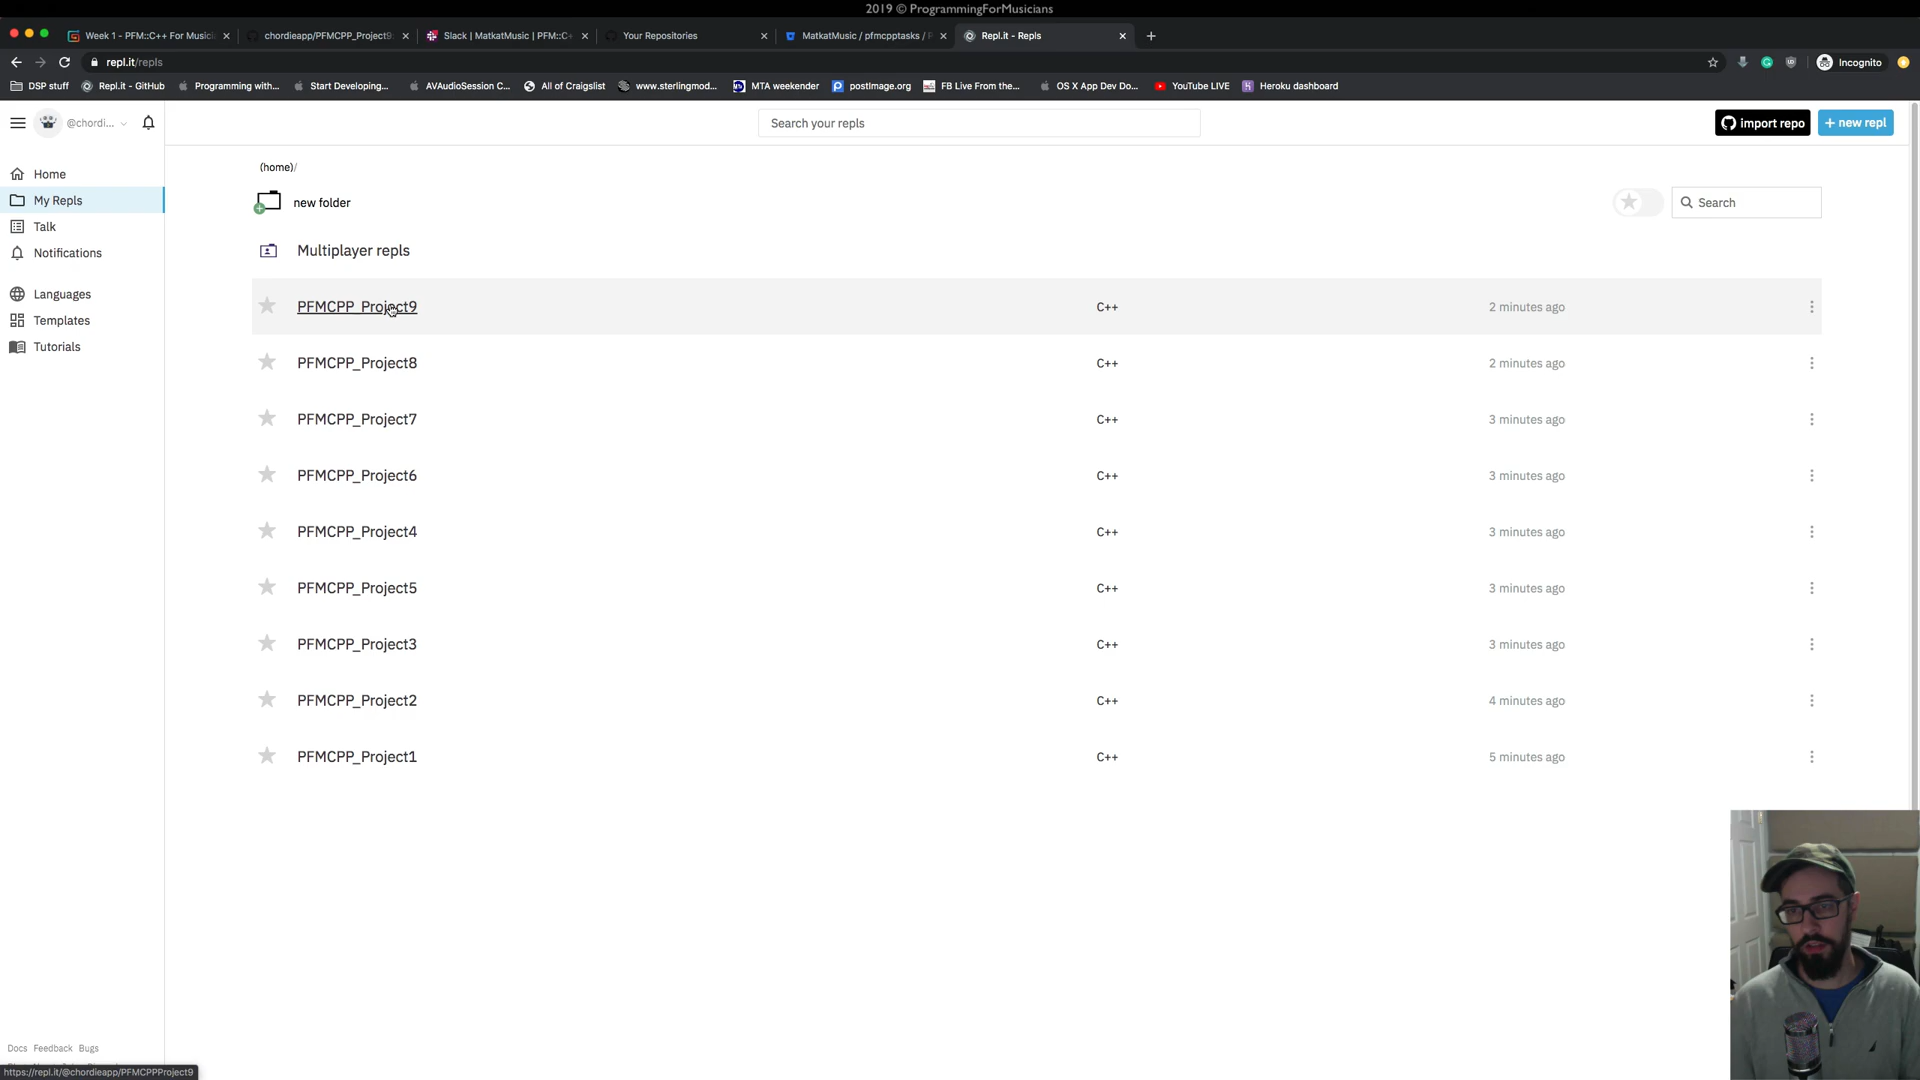 2019 © ProgrammingForMusicians
Week 1 - PFM::C++ For Music
chordieapp/PFMCPP_Project9
Slack | MatkatMusic | PFM::C+
Your Repositories
MatkatMusic / pfmcpptasks / P
Repl.it - Repls
repl.it/repls
Incognito
DSP stuff
Repl.it - GitHub
Programming with...
Start Developing...
AVAudioSession C...
All of Craigslist
www.sterlingmod...
MTA weekender
postImage.org
FB Live From the...
OS X App Dev Do...
YouTube LIVE
Heroku dashboard
@chordi...
Search your repls
import repo
+ new repl
Home
My Repls
Talk
Notifications
Languages
Templates
Tutorials
(home)/
new folder
Search
Multiplayer repls
PFMCPP_Project9 C++ 2 minutes ago
PFMCPP_Project8 C++ 2 minutes ago
PFMCPP_Project7 C++ 3 minutes ago
PFMCPP_Project6 C++ 3 minutes ago
PFMCPP_Project4 C++ 3 minutes ago
PFMCPP_Project5 C++ 3 minutes ago
PFMCPP_Project3 C++ 3 minutes ago
PFMCPP_Project2 C++ 4 minutes ago
PFMCPP_Project1 C++ 5 minutes ago
Docs Feedback Bugs
https://repl.it/@chordieapp/PFMCPPProject9